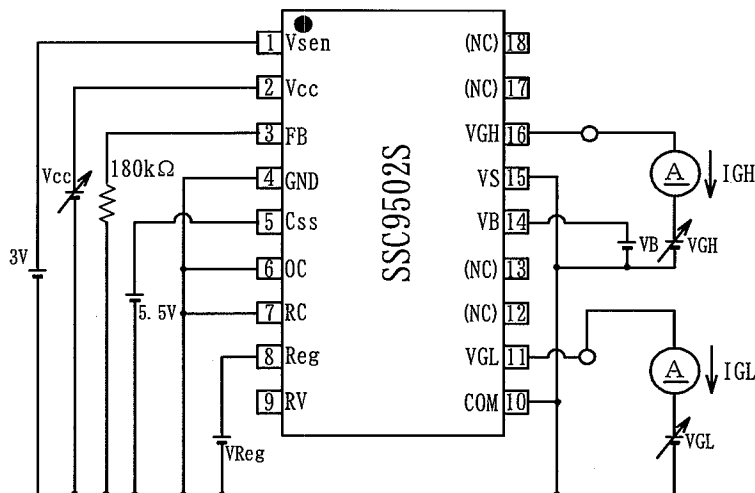 1 Vsen
2 Vcc
3 FB
4 GND
5 Css
6 OC
7 RC
8 Reg
9 RV
SSC9502S
(NC) 18
(NC) 17
VGH 16
VS 15
VB 14
(NC) 13
(NC) 12
VGL 11
COM 10
Vcc
180kΩ
3V
5.5V
VReg
A
IGH
VB
VGH
A
IGL
VGL